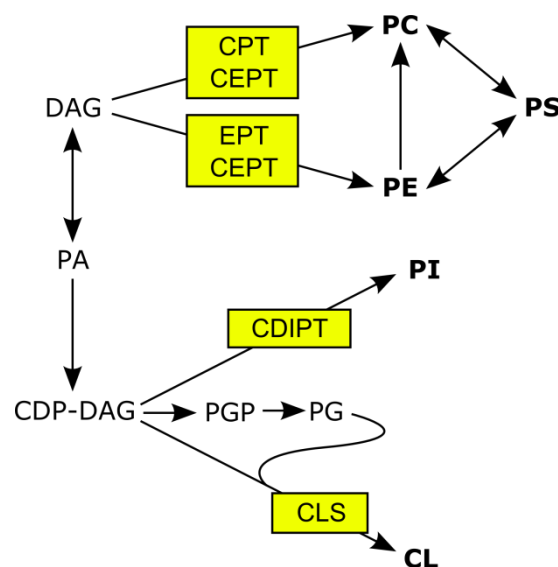 PC
CPT
CEPT
DAG
PS
EPT
CEPT
PE
PA
PI
CDIPT
CDP-DAG
PGP
PG
CLS
CL